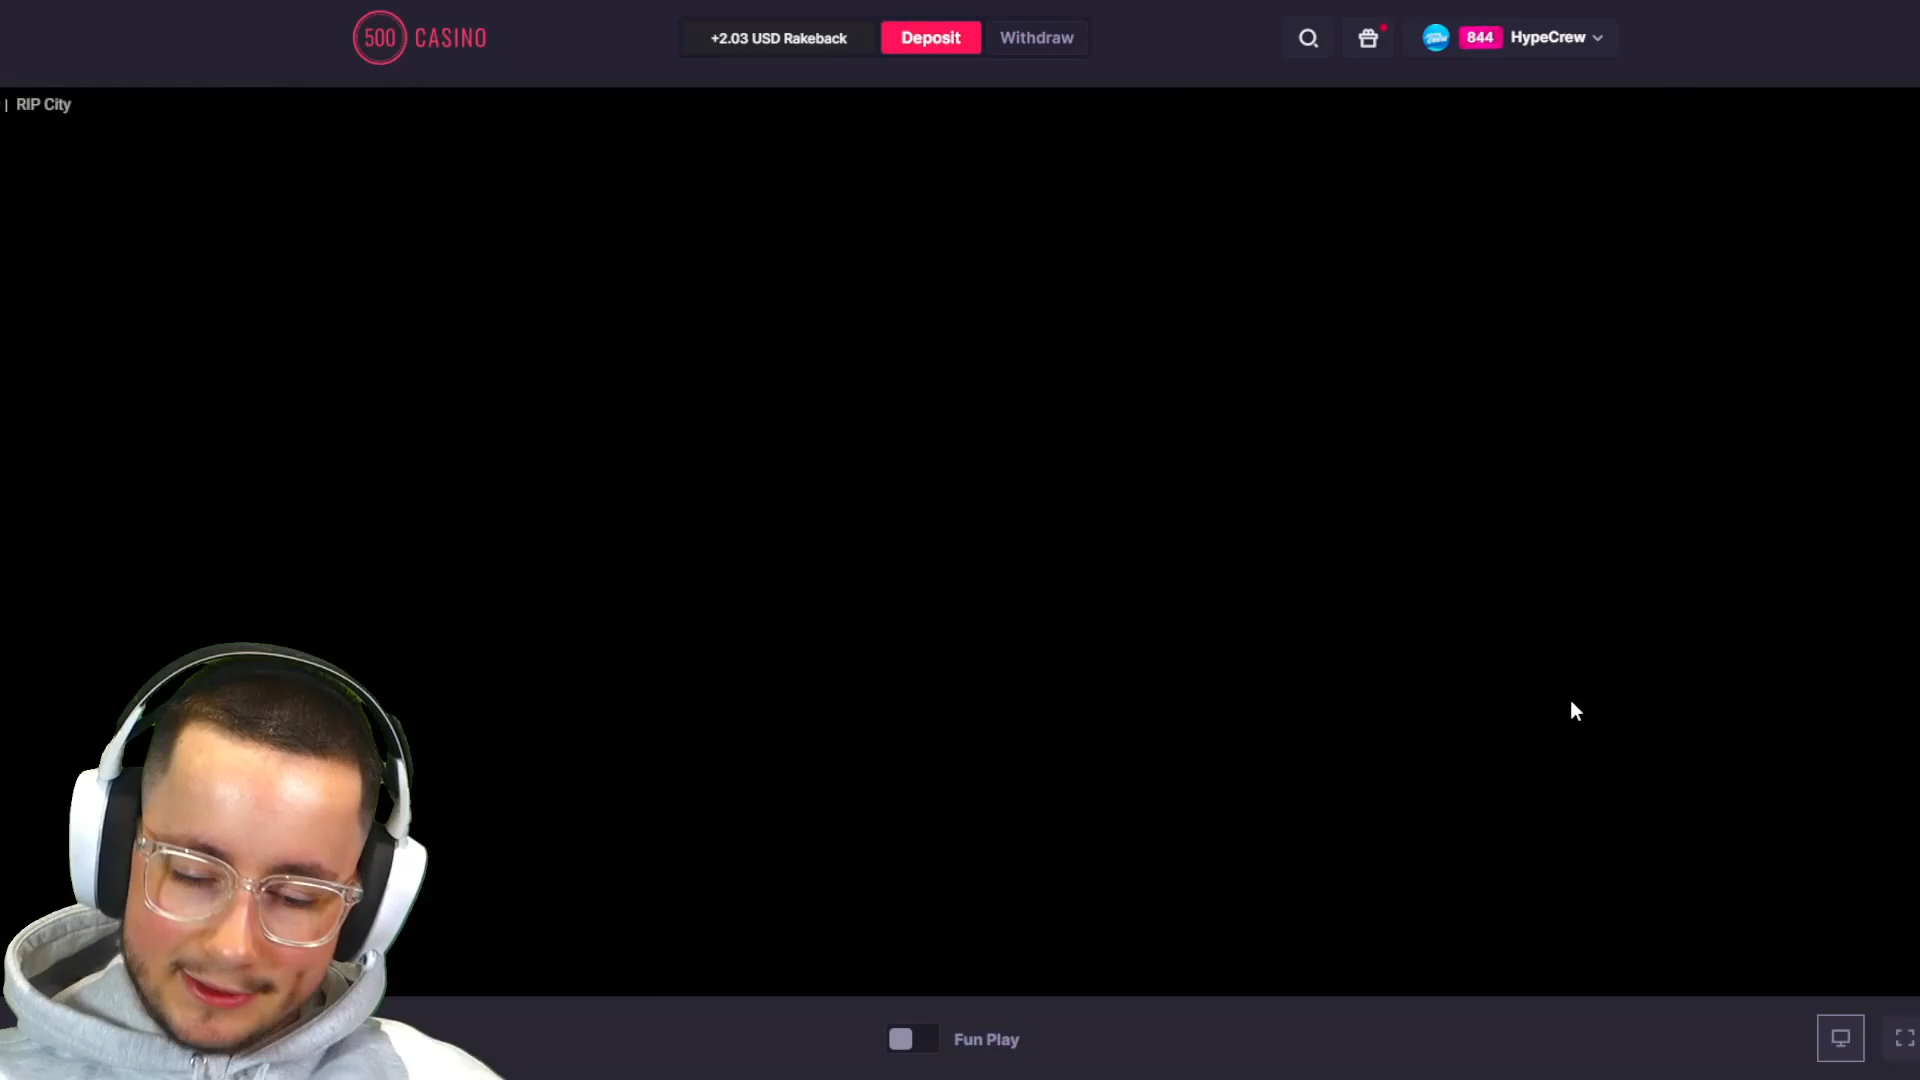 500 CASINO
+2.03 USD Rakeback
Deposit
Withdraw
844
HypeCrew
| RIP City
Fun Play